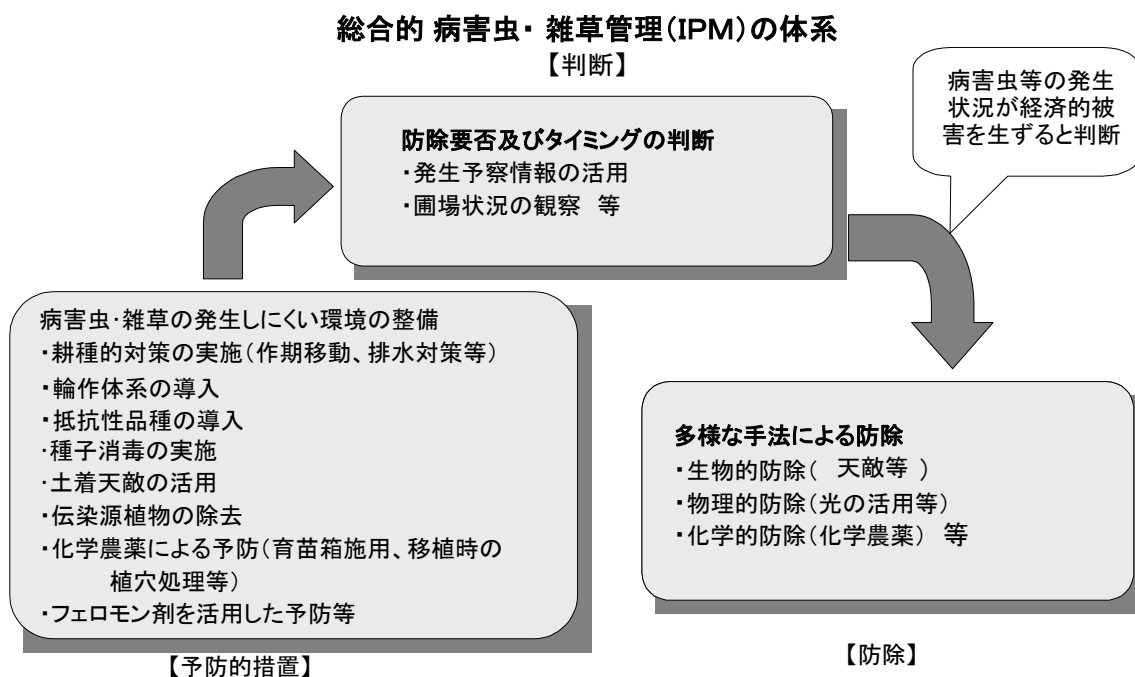 総合的 病害虫・ 雑草管理(IPM)の体系
【判断】
防除要否及びタイミングの判断
・発生予察情報の活用
・圃場状況の観察　等
病害虫等の発生
状況が経済的被
害を生ずると判断
病害虫・雑草の発生しにくい環境の整備
・耕種的対策の実施(作期移動、排水対策等)
・輪作体系の導入
・抵抗性品種の導入
・種子消毒の実施
・土着天敵の活用
・伝染源植物の除去
・化学農薬による予防(育苗箱施用、移植時の
植穴処理等)
・フェロモン剤を活用した予防等
【予防的措置】
多様な手法による防除
・生物的防除(　天敵等　)
・物理的防除(光の活用等)
・化学的防除(化学農薬)　等
【防除】